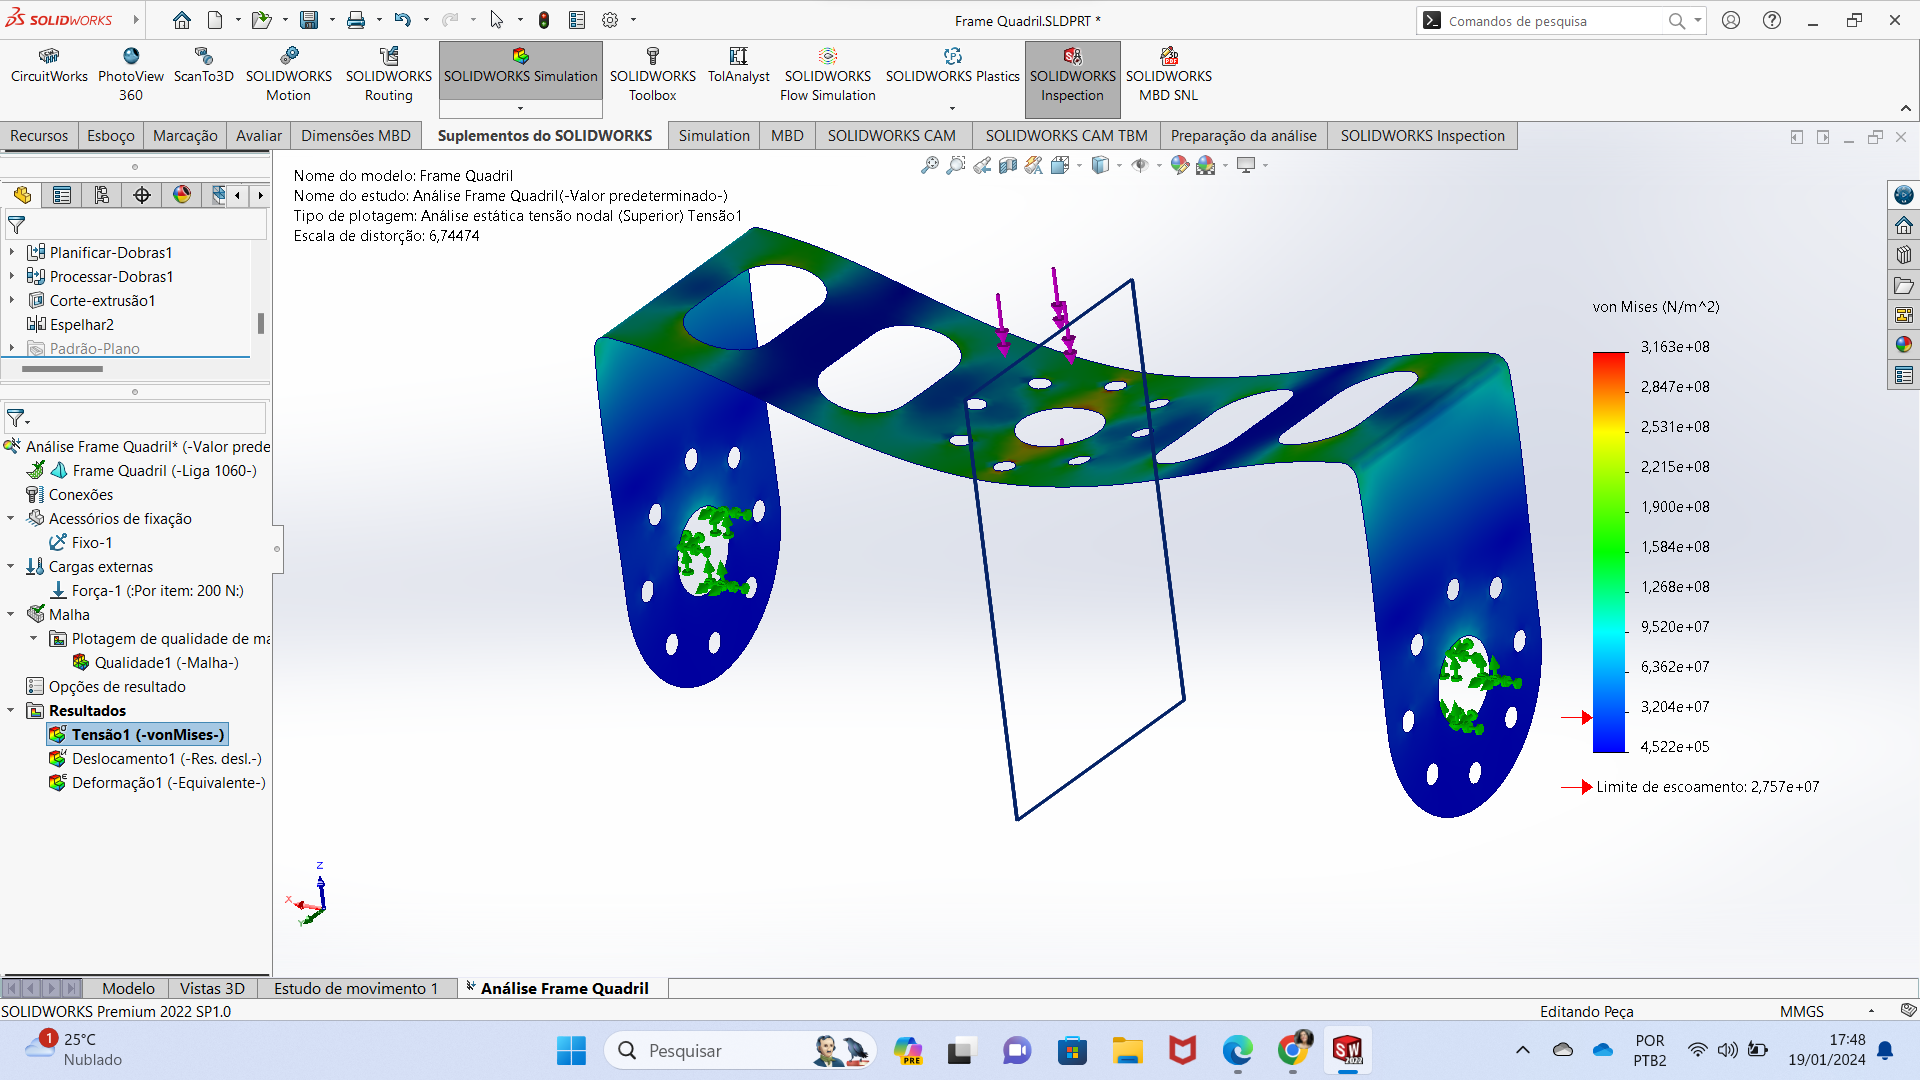 SOLIDWORKS
Frame Quadril.SLDPRT *
Comandos de pesquisa
CircuitWorks
PhotoView
360
ScanTo3D
SOLIDWORKS
Motion
SOLIDWORKS
Routing
SOLIDWORKS Simulation
SOLIDWORKS
Toolbox
TolAnalyst
SOLIDWORKS
Flow Simulation
SOLIDWORKS Plastics
SOLIDWORKS
Inspection
SOLIDWORKS
MBD SNL
Recursos
Esboço
Marcação
Avaliar
Dimensões MBD
Suplementos do SOLIDWORKS
Simulation
MBD
SOLIDWORKS CAM
SOLIDWORKS CAM TBM
Preparação da análise
SOLIDWORKS Inspection
Nome do modelo: Frame Quadril
Nome do estudo: Análise Frame Quadril(-Valor predeterminado-)
Tipo de plotagem: Análise estática tensão nodal (Superior) Tensão1
Escala de distorção: 6,74474
Planificar-Dobras1
Processar-Dobras1
Corte-extrusão1
Espelhar2
Padrão-Plano
Análise Frame Quadril* (-Valor prede
Frame Quadril (-Liga 1060-)
Conexões
Acessórios de fixação
Fixo-1
Cargas externas
Força-1 (:Por item: 200 N:)
Malha
Plotagem de qualidade de ma
Qualidade1 (-Malha-)
Opções de resultado
Resultados
Tensão1 (-vonMises-)
Deslocamento1 (-Res. desl.-)
Deformação1 (-Equivalente-)
von Mises (N/m^2)
3,163e+08
2,847e+08
2,531e+08
2,215e+08
1,900e+08
1,584e+08
1,268e+08
9,520e+07
6,362e+07
3,204e+07
4,522e+05
Limite de escoamento: 2,757e+07
Z
X
Y
Modelo
Vistas 3D
Estudo de movimento 1
Análise Frame Quadril
SOLIDWORKS Premium 2022 SP1.0
Editando Peça
MMGS
1
25°C
Nublado
Pesquisar
PRE
SW
2022
POR
PTB2
17:48
19/01/2024